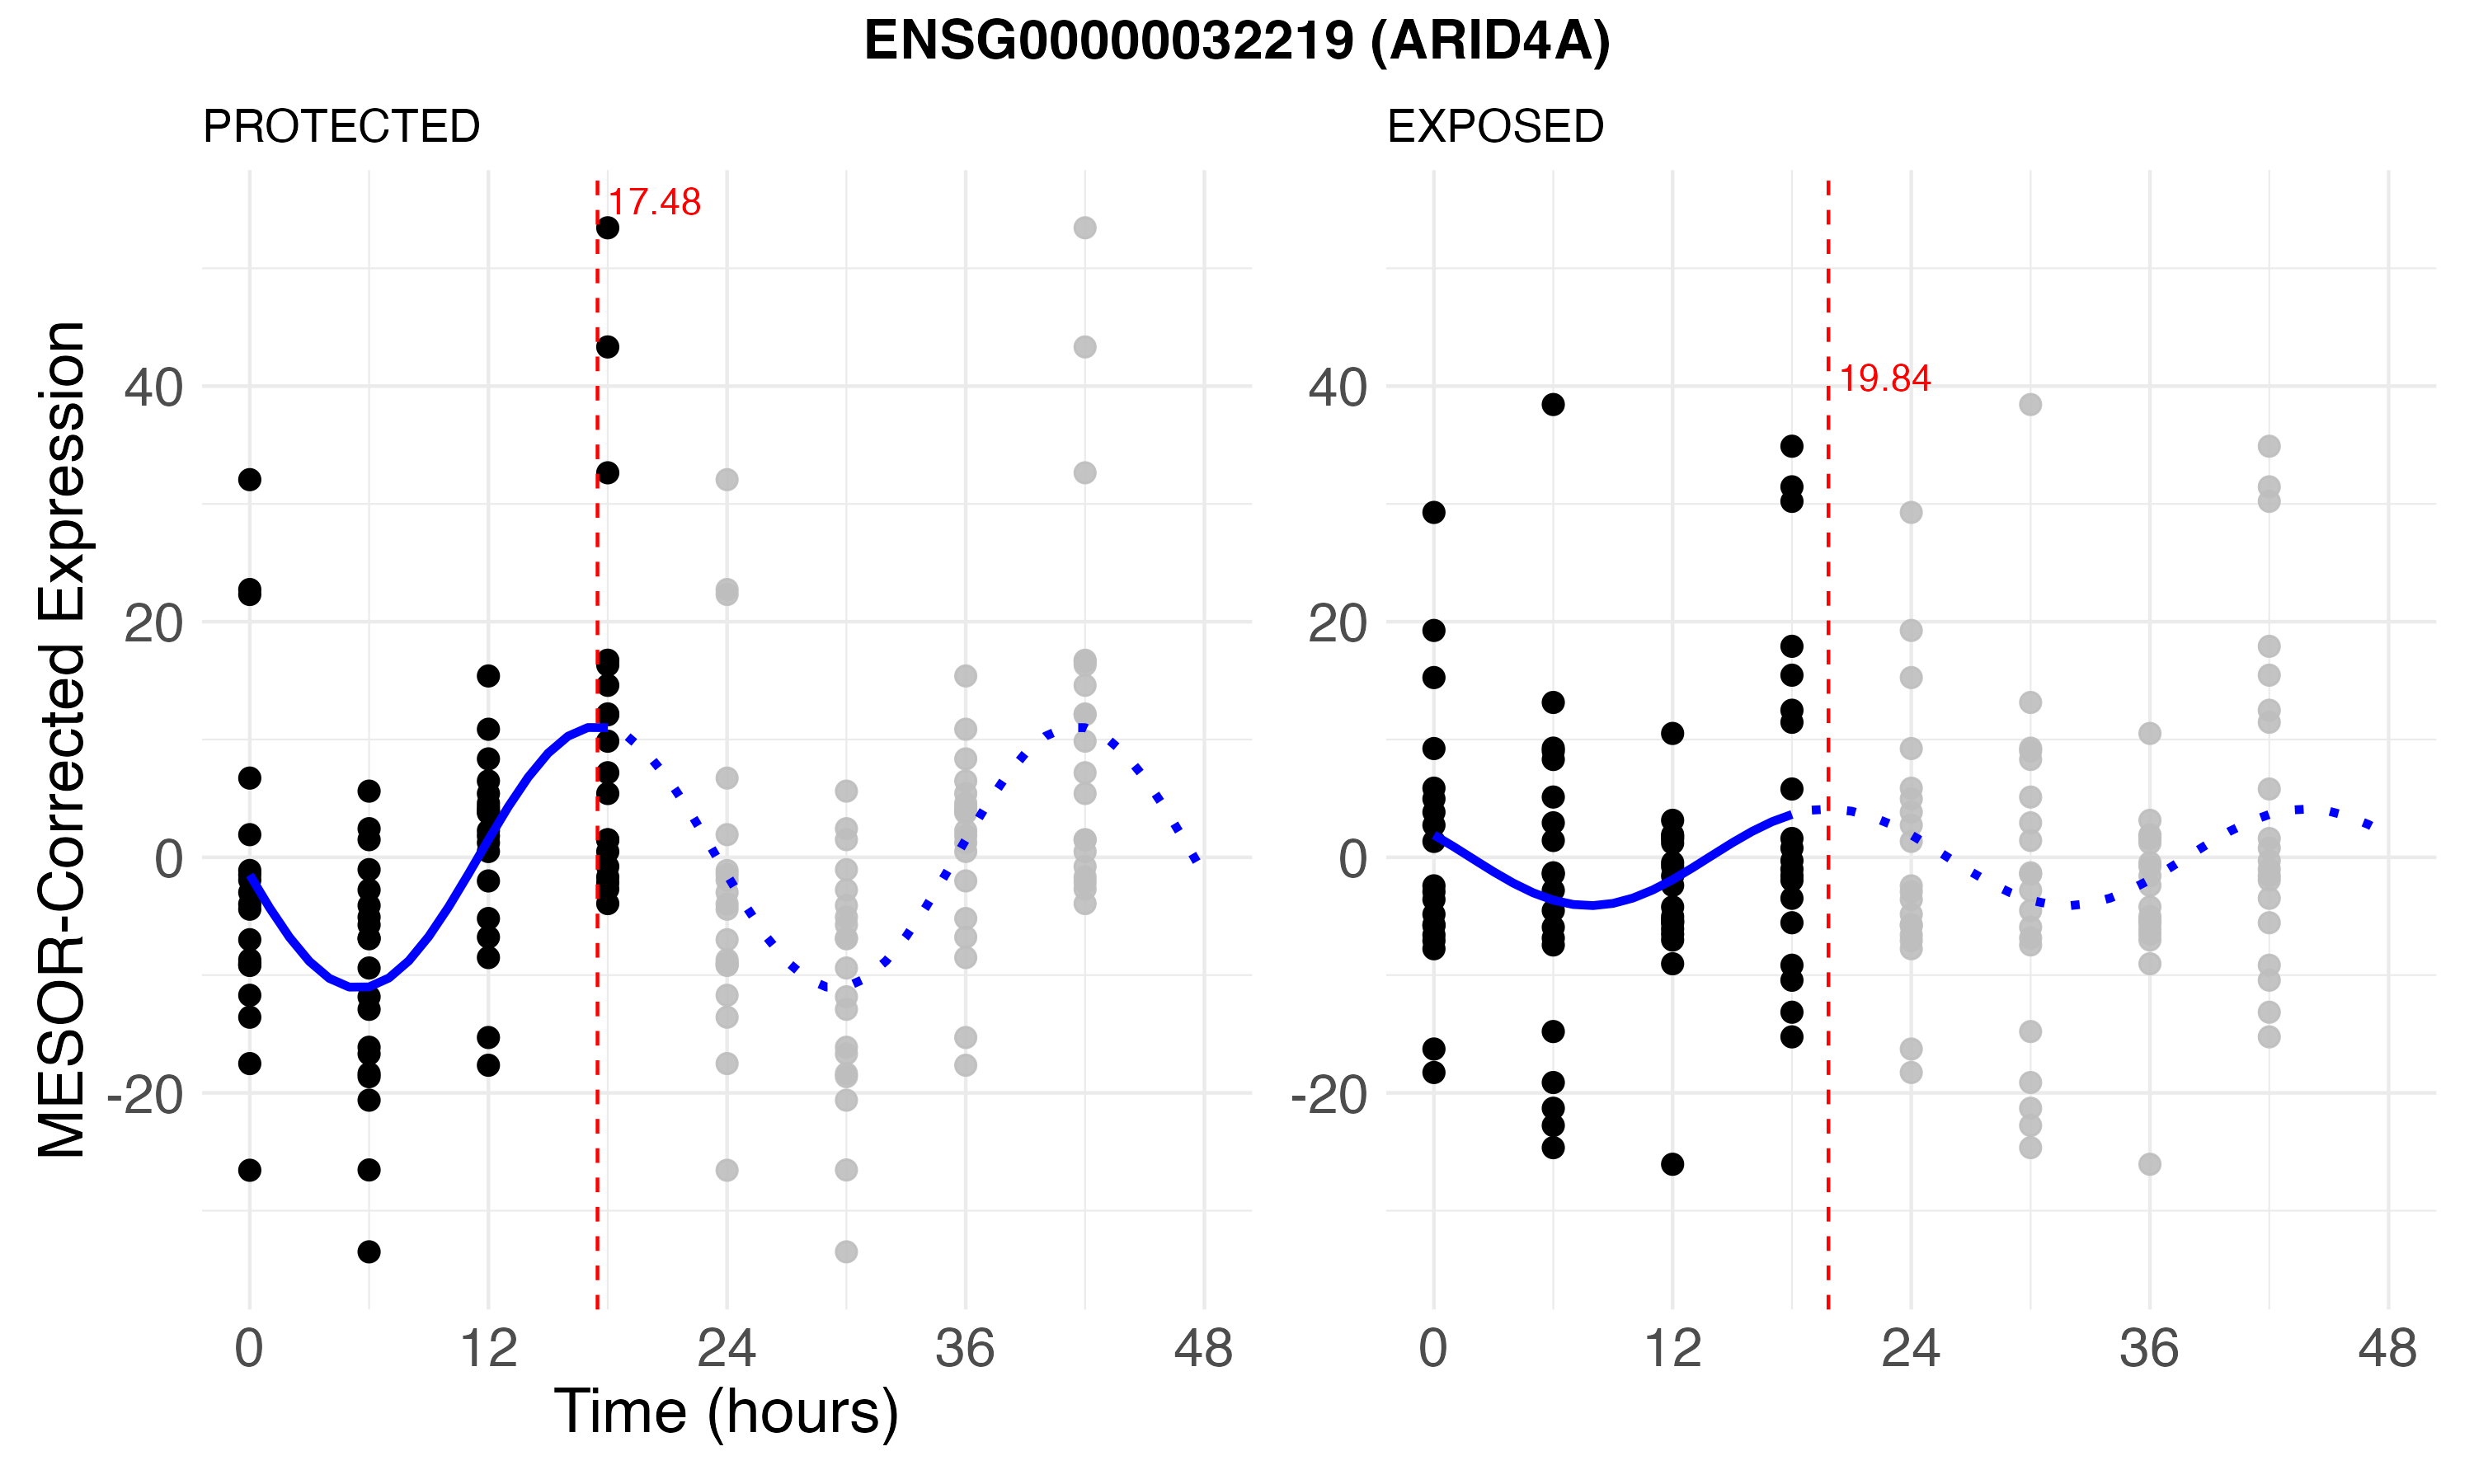 ENSG00000032219 (ARID4A)
PROTECTED
EXPOSED
17.48
19.84
MESOR-Corrected Expression
40
20
0
-20
40
20
0
-20
0 12 24 36 48
0 12 24 36 48
Time (hours)